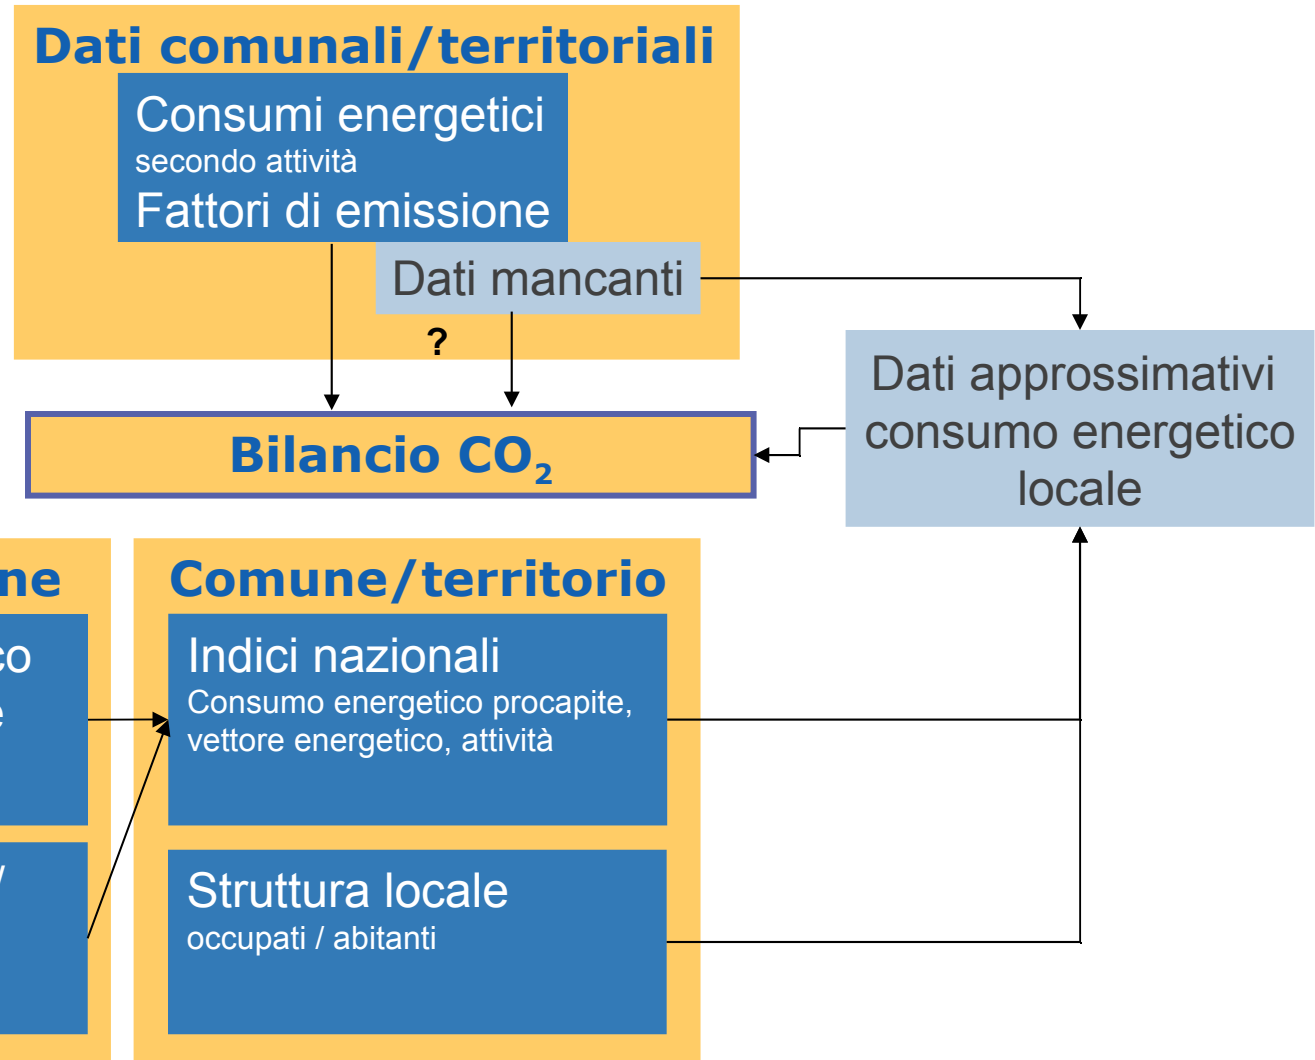 Dati comunali/territoriali
Consumi energetici
secondo attività
Fattori di emissione
Dati mancanti
?
Dati approssimativi
consumo energetico
locale
Bilancio CO₂
ne
co
e
/
Comune/territorio
Indici nazionali
Consumo energetico procapite,
vettore energetico, attività
Struttura locale
occupati / abitanti